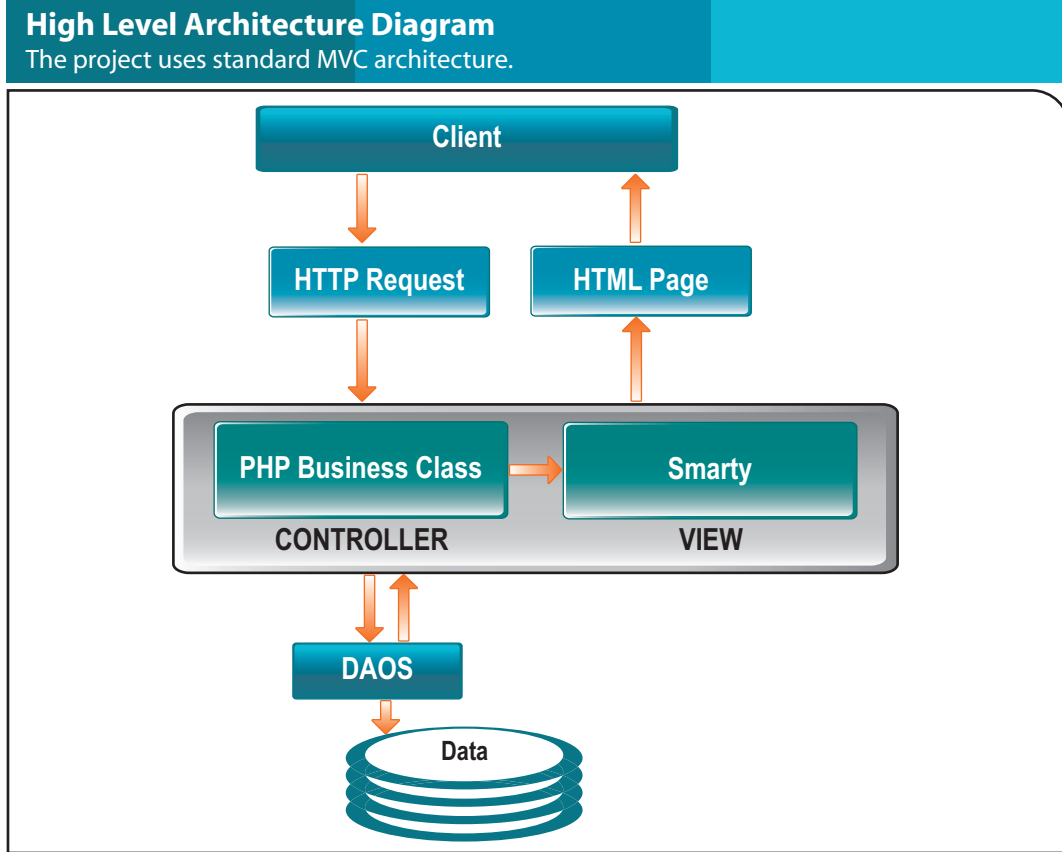 High Level Architecture Diagram
The project uses standard MVC architecture.
Client
HTTP Request
HTML Page
PHP Business Class
Smarty
CONTROLLER
VIEW
DAOS
Data